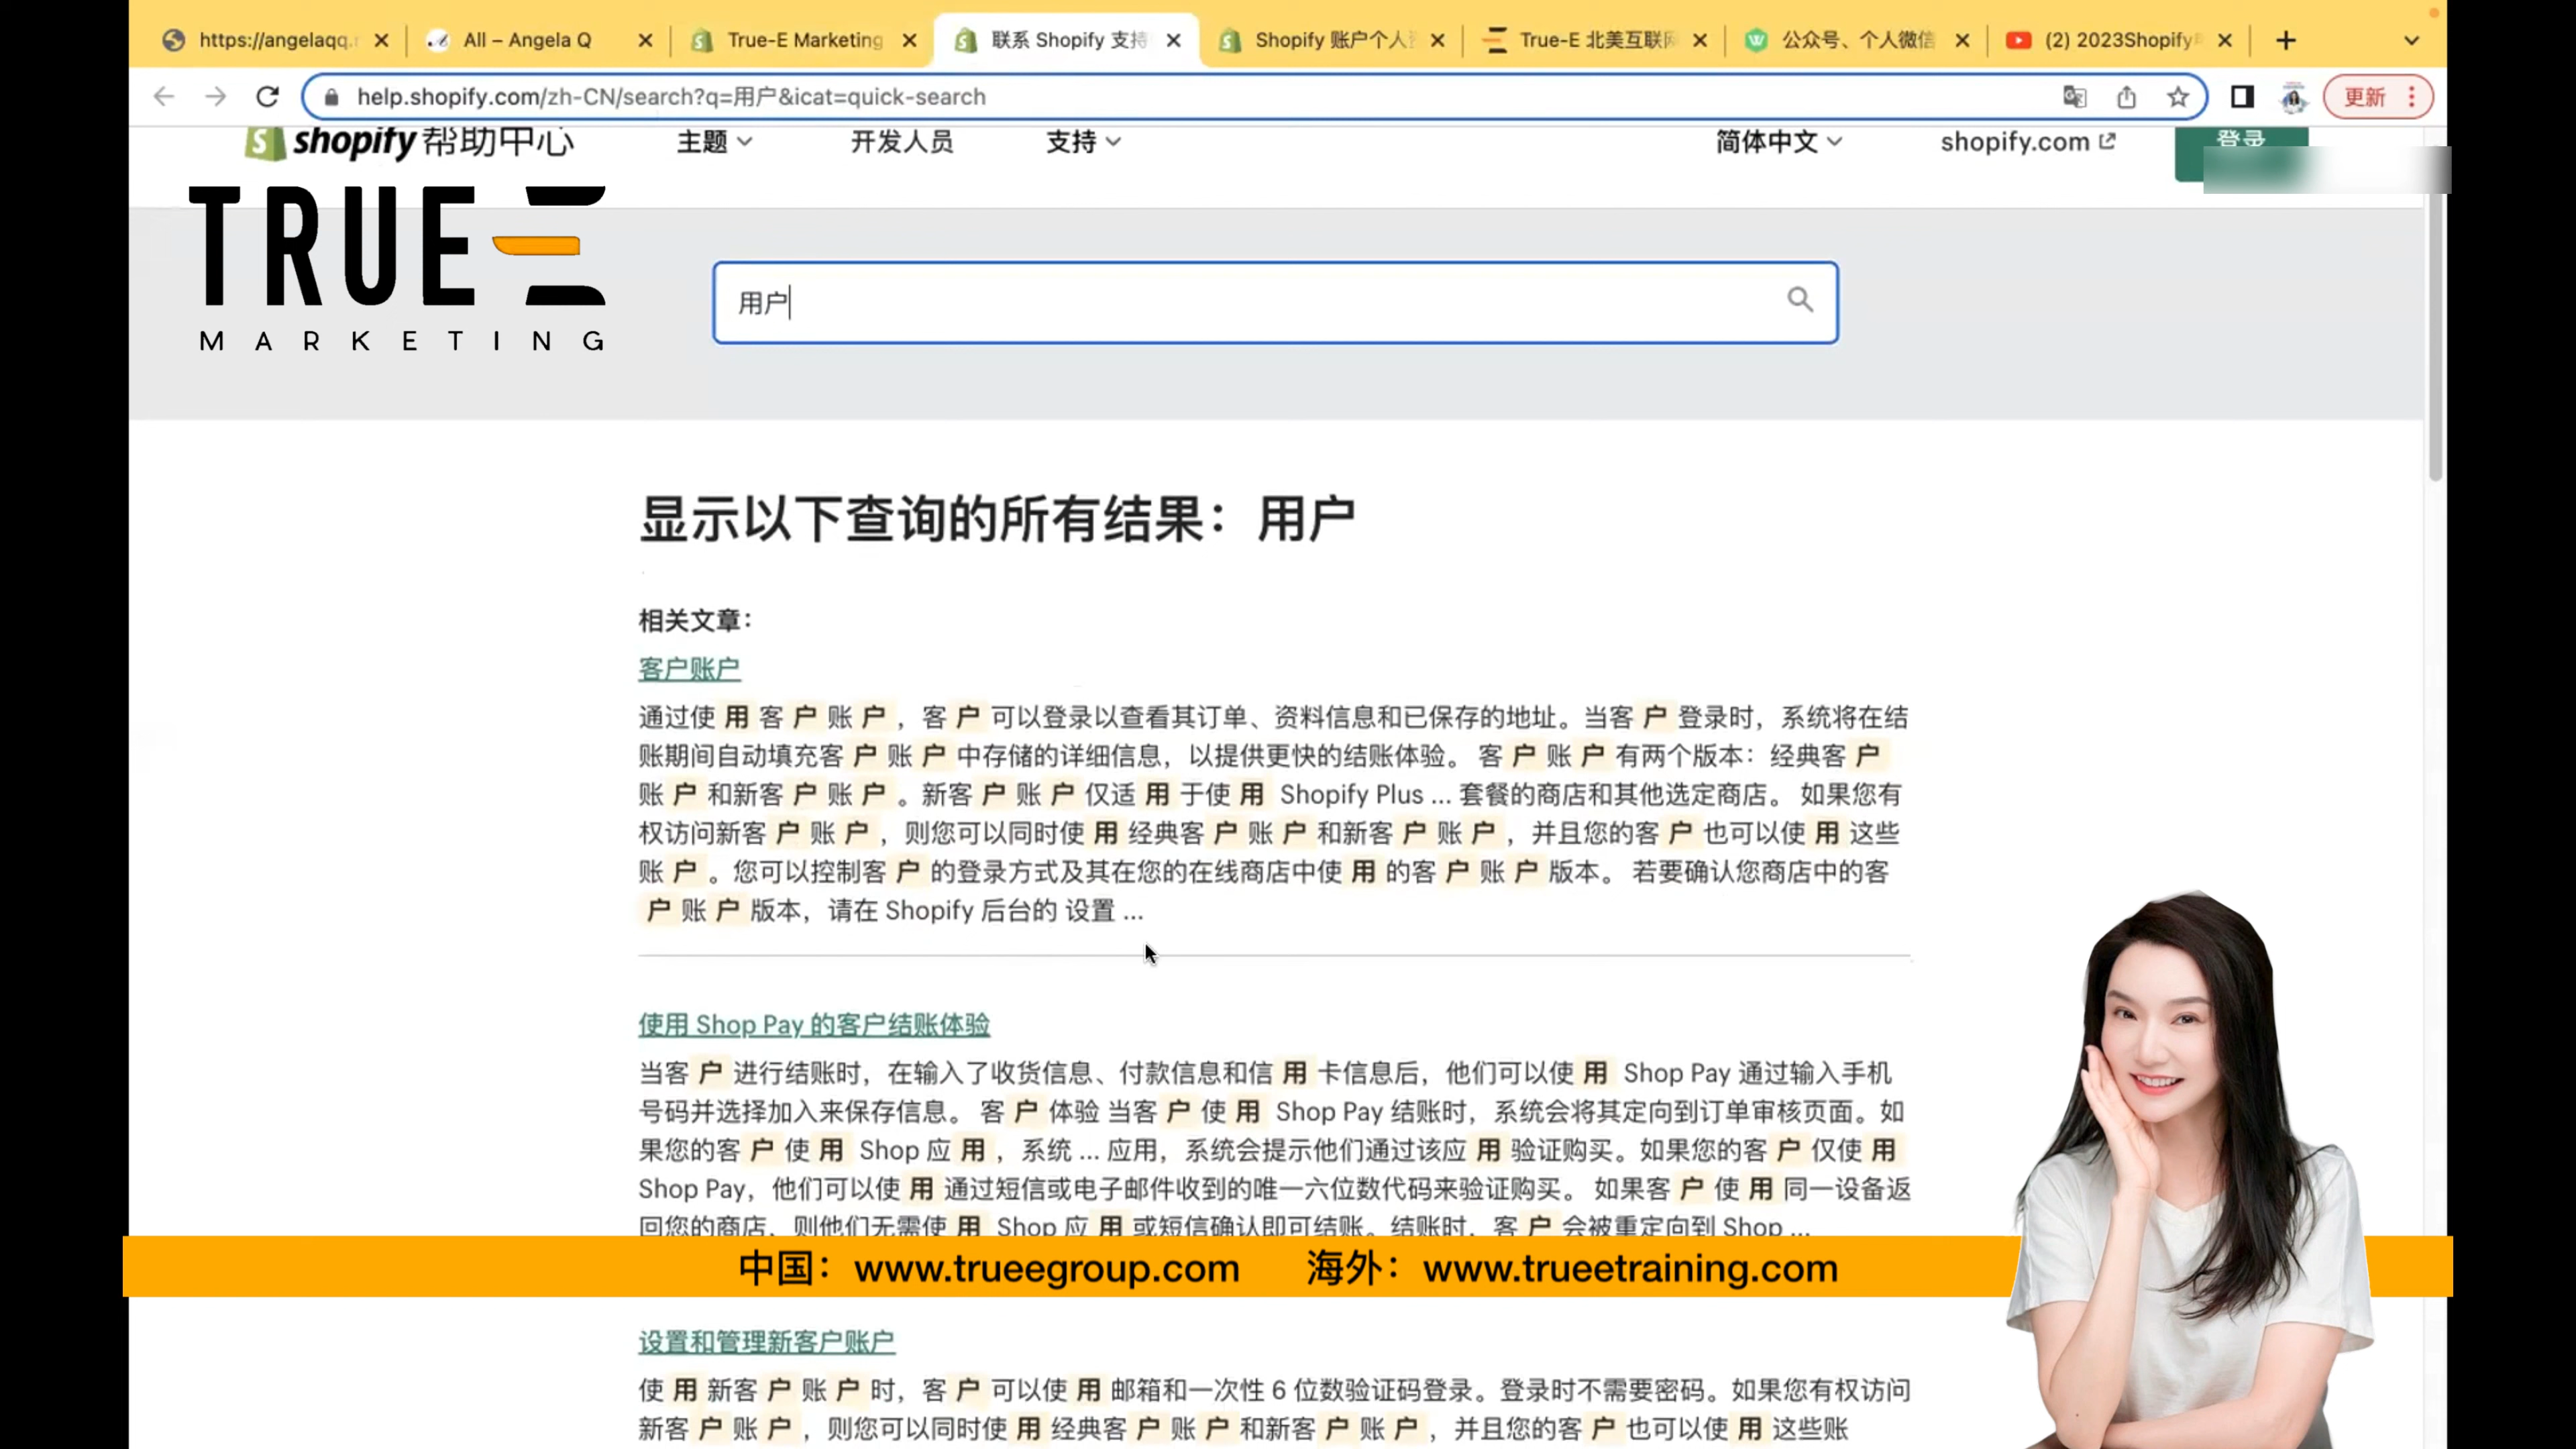 https://angelaqq.
All – Angela Q
True-E Marketing
联系 Shopify 支持
Shopify 账户个人
True-E 北美互联
公众号、个人微信
(2) 2023Shopify
help.shopify.com/zh-CN/search?q=用户&icat=quick-search
更新
shopify 帮助中心
主题
开发人员
支持
简体中文
shopify.com
登录
TRUE-E
MARKETING
用户
显示以下查询的所有结果：用户
相关文章：
客户账户
通过使 用 客 户 账 户 ，客 户 可以登录以查看其订单、资料信息和已保存的地址。当客 户 登录时，系统将在结
账期间自动填充客 户 账 户 中存储的详细信息，以提供更快的结账体验。 客 户 账 户 有两个版本：经典客 户
账 户 和新客 户 账 户 。新客 户 账 户 仅适 用 于使 用 Shopify Plus ... 套餐的商店和其他选定商店。 如果您有
权访问新客 户 账 户 ，则您可以同时使 用 经典客 户 账 户 和新客 户 账 户 ，并且您的客 户 也可以使 用 这些
账 户 。您可以控制客 户 的登录方式及其在您的在线商店中使 用 的客 户 账 户 版本。 若要确认您商店中的客
户 账 户 版本，请在 Shopify 后台的 设置 ...
使用 Shop Pay 的客户结账体验
当客 户 进行结账时，在输入了收货信息、付款信息和信 用 卡信息后，他们可以使 用 Shop Pay 通过输入手机
号码并选择加入来保存信息。 客 户 体验 当客 户 使 用 Shop Pay 结账时，系统会将其定向到订单审核页面。如
果您的客 户 使 用 Shop 应 用 ，系统 ... 应用，系统会提示他们通过该应 用 验证购买。如果您的客 户 仅使 用
Shop Pay，他们可以使 用 通过短信或电子邮件收到的唯一六位数代码来验证购买。 如果客 户 使 用 同一设备返
回您的商店，则他们无需使 用 Shop 应 用 或短信确认即可结账。结账时，客 户 会被重定向到 Shop ...
中国：www.trueegroup.com 海外：www.trueetraining.com
设置和管理新客户账户
使 用 新客 户 账 户 时，客 户 可以使 用 邮箱和一次性 6 位数验证码登录。登录时不需要密码。如果您有权访问
新客 户 账 户 ，则您可以同时使 用 经典客 户 账 户 和新客 户 账 户 ，并且您的客 户 也可以使 用 这些账